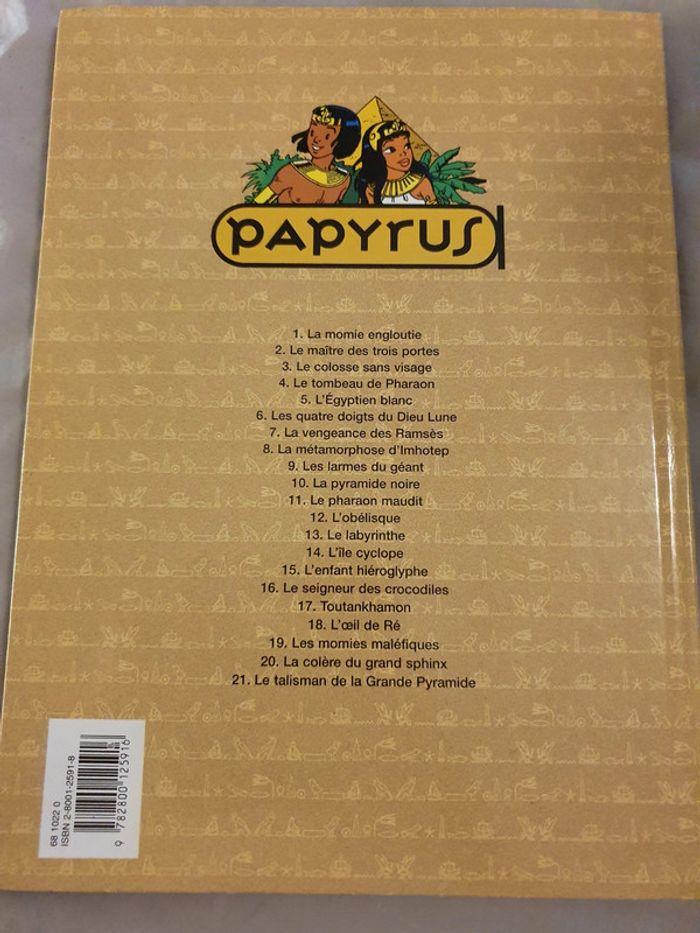 PAPYRUS
1. La momie engloutie
2. Le maître des trois portes
3. Le colosse sans visage
4. Le tombeau de Pharaon
5. L'Égyptien blanc
6. Les quatre doigts du Dieu Lune
7. La vengeance des Ramsès
8. La métamorphose d'Imhotep
9. Les larmes du géant
10. La pyramide noire
11. Le pharaon maudit
12. L'obélisque
13. Le labyrinthe
14. L'île cyclope
15. L'enfant hiéroglyphe
16. Le seigneur des crocodiles
17. Toutankhamon
18. L'œil de Ré
19. Les momies maléfiques
20. La colère du grand sphinx
21. Le talisman de la Grande Pyramide
68 1022 0
ISBN 2-8001-2591-8
9 782800 125916